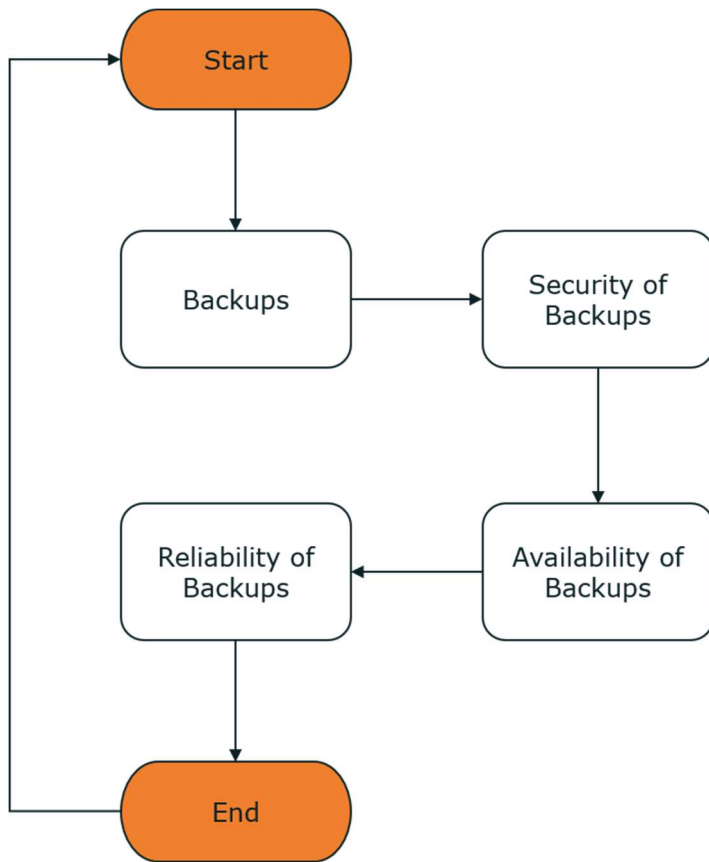 Start
Backups
Security of
Backups
Availability of
Backups
Reliability of
Backups
End